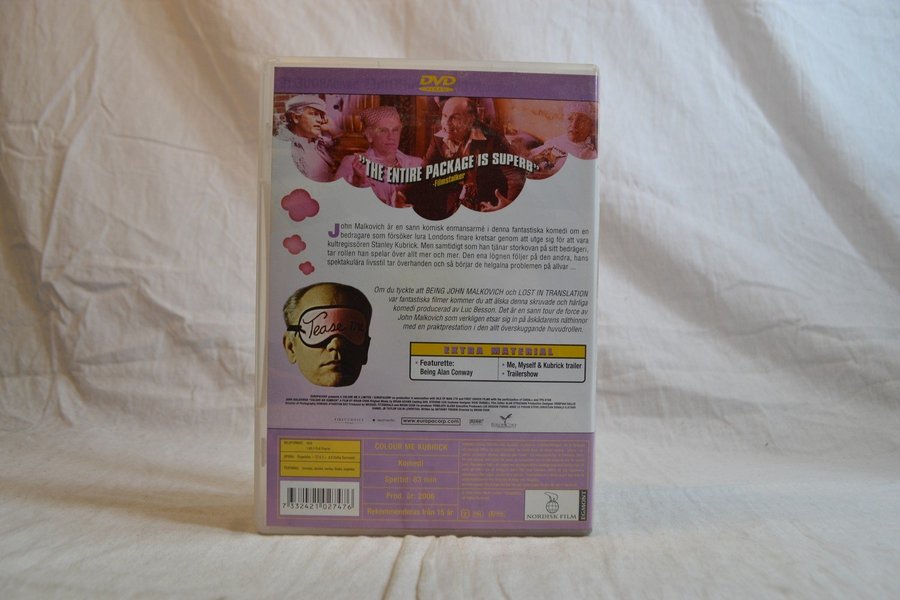 DVD
VIDEO
"THE ENTIRE PACKAGE IS SUPERB"
-Filmstalker
John Malkovich är en sann komisk enmansarmé i denna fantastiska komedi om en
bedragare som försöker lura Londons finare kretsar genom att utge sig för att vara
kultregissören Stanley Kubrick. Men samtidigt som han tjänar storkovan på sitt bedrägeri,
tar rollen han spelar över allt mer och mer. Den ena lögnen följer på den andra, hans
spektakulära livsstil tar överhanden och så börjar de helgalna problemen på allvar ...
Om du tyckte att BEING JOHN MALKOVICH och LOST IN TRANSLATION
var fantastiska filmer kommer du att älska denna skruvade och härliga
komedi producerad av Luc Besson. Det är en sann tour de force av
John Malkovich som verkligen etsar sig in på åskådarens näthinnor
med en praktprestation i den allt överskuggande huvudrollen.
Tease me
EXTRA MATERIAL
• Featurette:
Being Alan Conway
• Me, Myself & Kubrick trailer
• Trailershow
www.europacorp.com
COLOUR ME KUBRICK
Komedi
Speltid: 83 min
Prod. år: 2006
Rekommenderas från 15 år
7 332421 027476
NORDISK FILM
EGMONT